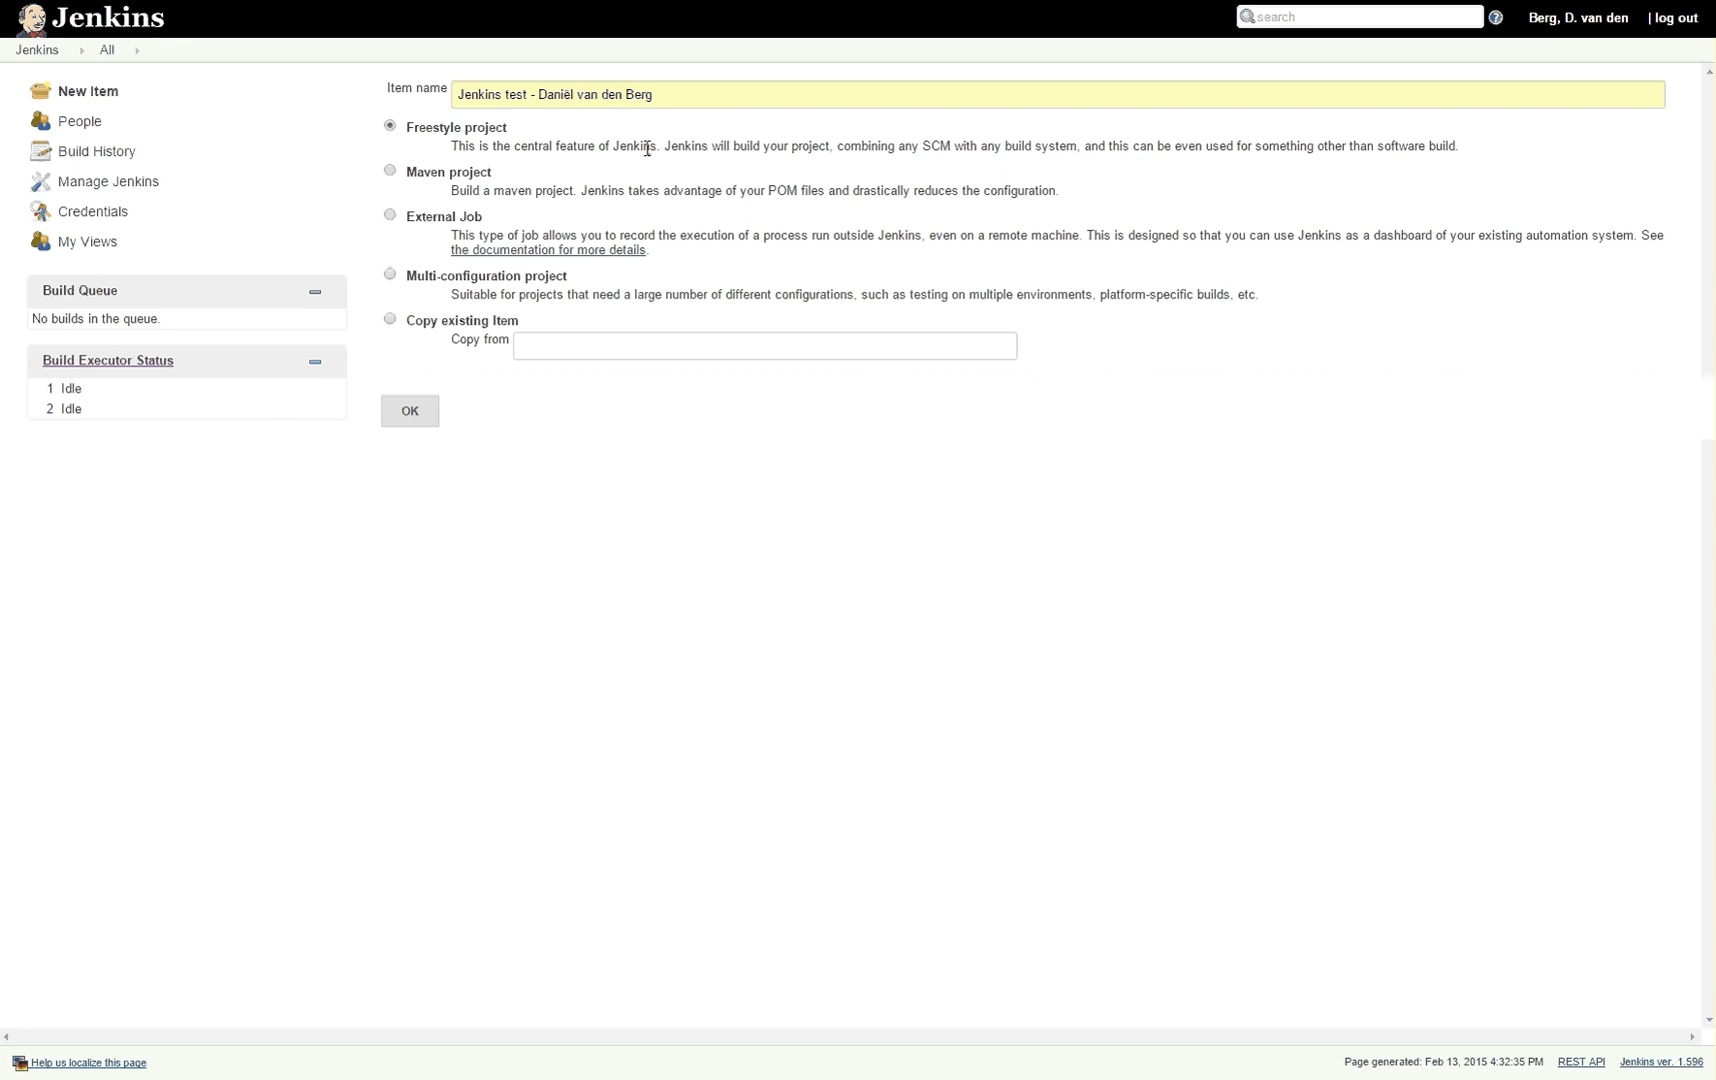 Jenkins
search
Berg, D. van den
| log out
Jenkins
All
New Item
People
Build History
Manage Jenkins
Credentials
My Views
Build Queue
No builds in the queue.
Build Executor Status
1 Idle
2 Idle
Item name
Jenkins test - Daniël van den Berg
Freestyle project
This is the central feature of Jenkins. Jenkins will build your project, combining any SCM with any build system, and this can be even used for something other than software build.
Maven project
Build a maven project. Jenkins takes advantage of your POM files and drastically reduces the configuration.
External Job
This type of job allows you to record the execution of a process run outside Jenkins, even on a remote machine. This is designed so that you can use Jenkins as a dashboard of your existing automation system. See
the documentation for more details.
Multi-configuration project
Suitable for projects that need a large number of different configurations, such as testing on multiple environments, platform-specific builds, etc.
Copy existing Item
Copy from
OK
Help us localize this page
Page generated: Feb 13, 2015 4:32:35 PM
REST API
Jenkins ver. 1.596